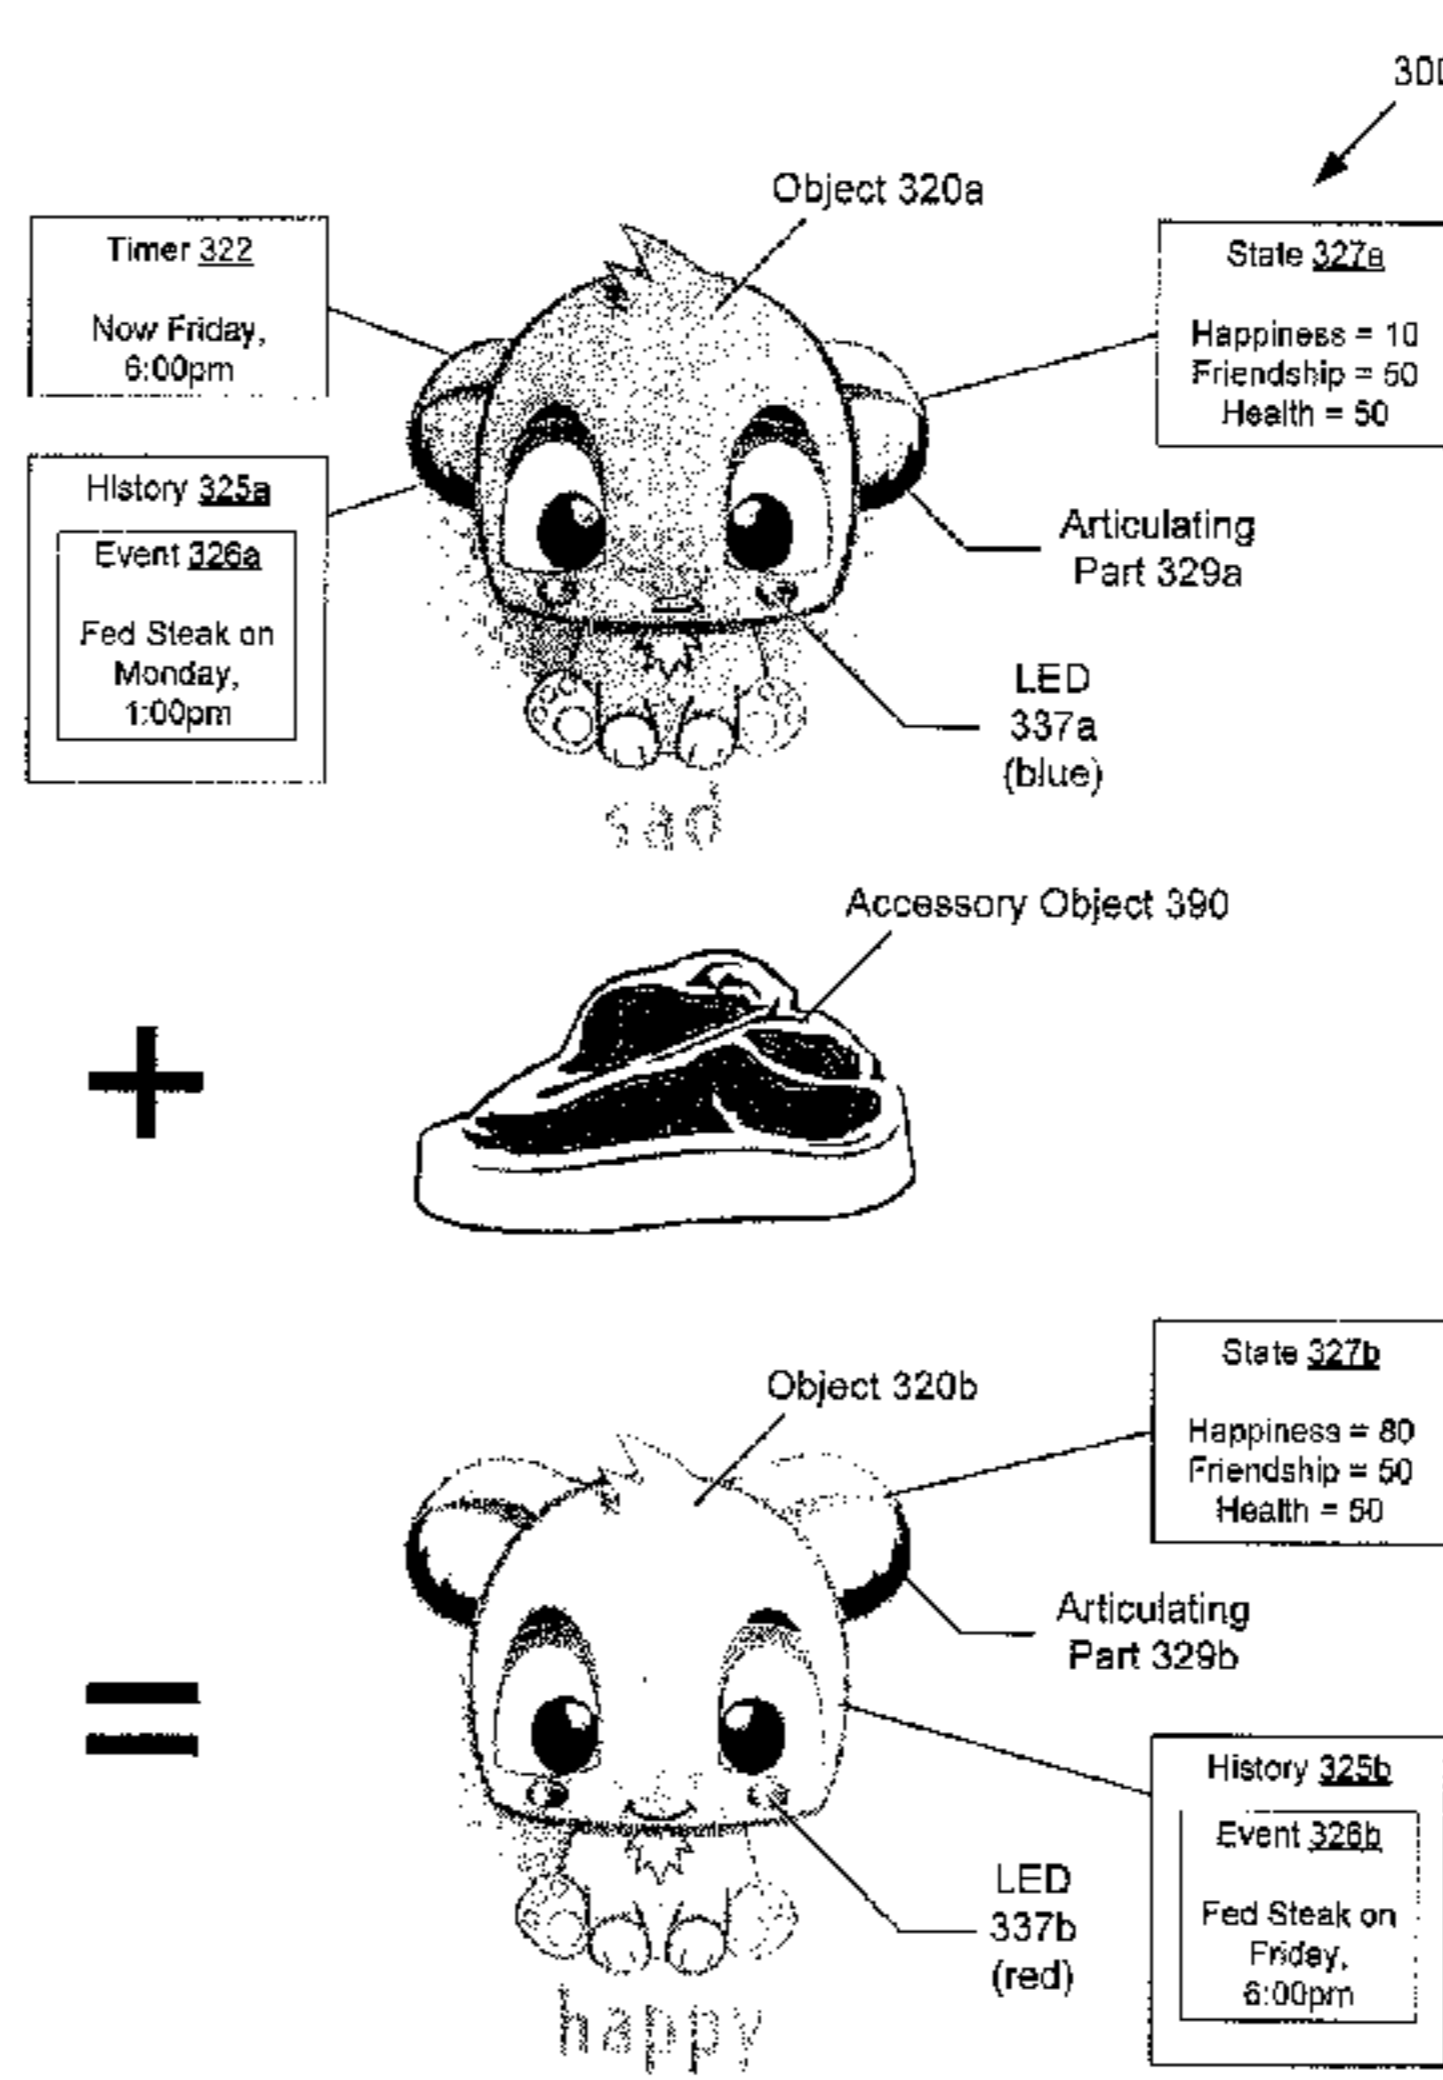 300
Object 320a
Timer 322
Now Friday,
6:00pm
State 327a
Happiness = 10
Friendship = 50
Health = 50
History 325a
Event 326a
Fed Steak on
Monday,
1:00pm
Articulating
Part 329a
LED
337a
(blue)
sad
Accessory Object 390
+
=
Object 320b
State 327b
Happiness = 80
Friendship = 50
Health = 50
Articulating
Part 329b
History 325b
Event 326b
Fed Steak on
Friday,
6:00pm
LED
337b
(red)
happy